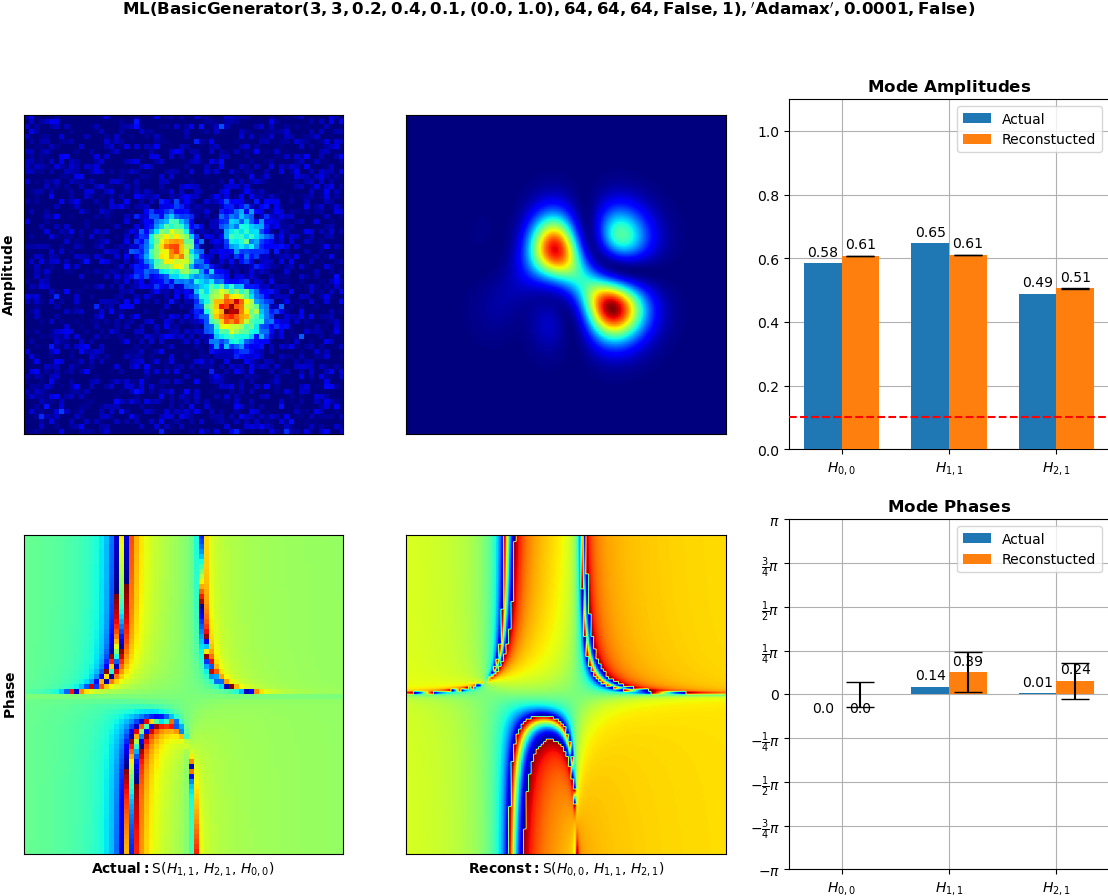 ML(BasicGenerator(3, 3, 0.2, 0.4, 0.1, (0.0, 1.0), 64, 64, 64, False, 1), 'Adamax', 0.0001, False)
Amplitude
Mode Amplitudes
Actual
Reconstucted
1.0
0.8
0.6
0.4
0.2
0.0
0.58
0.61
0.65
0.61
0.49
0.51
H0,0
H1,1
H2,1
Phase
Actual: S(H1,1, H2,1, H0,0)
Reconst: S(H0,0, H1,1, H2,1)
Mode Phases
Actual
Reconstucted
π
3/4π
1/2π
1/4π
0
−1/4π
−1/2π
−3/4π
−π
0.0
0.0
0.14
0.39
0.01
0.24
H0,0
H1,1
H2,1